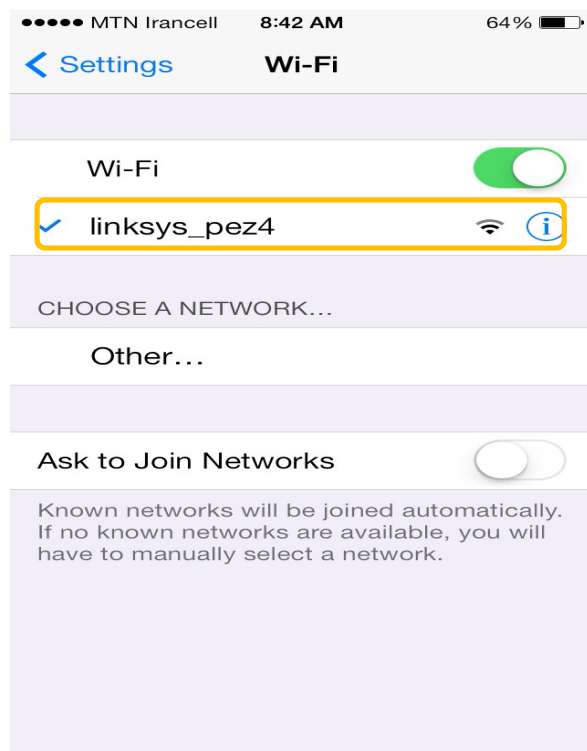 MTN Irancell 8:42 AM 64%
Settings Wi-Fi
Wi-Fi
linksys_pez4
CHOOSE A NETWORK...
Other...
Ask to Join Networks
Known networks will be joined automatically.
If no known networks are available, you will
have to manually select a network.